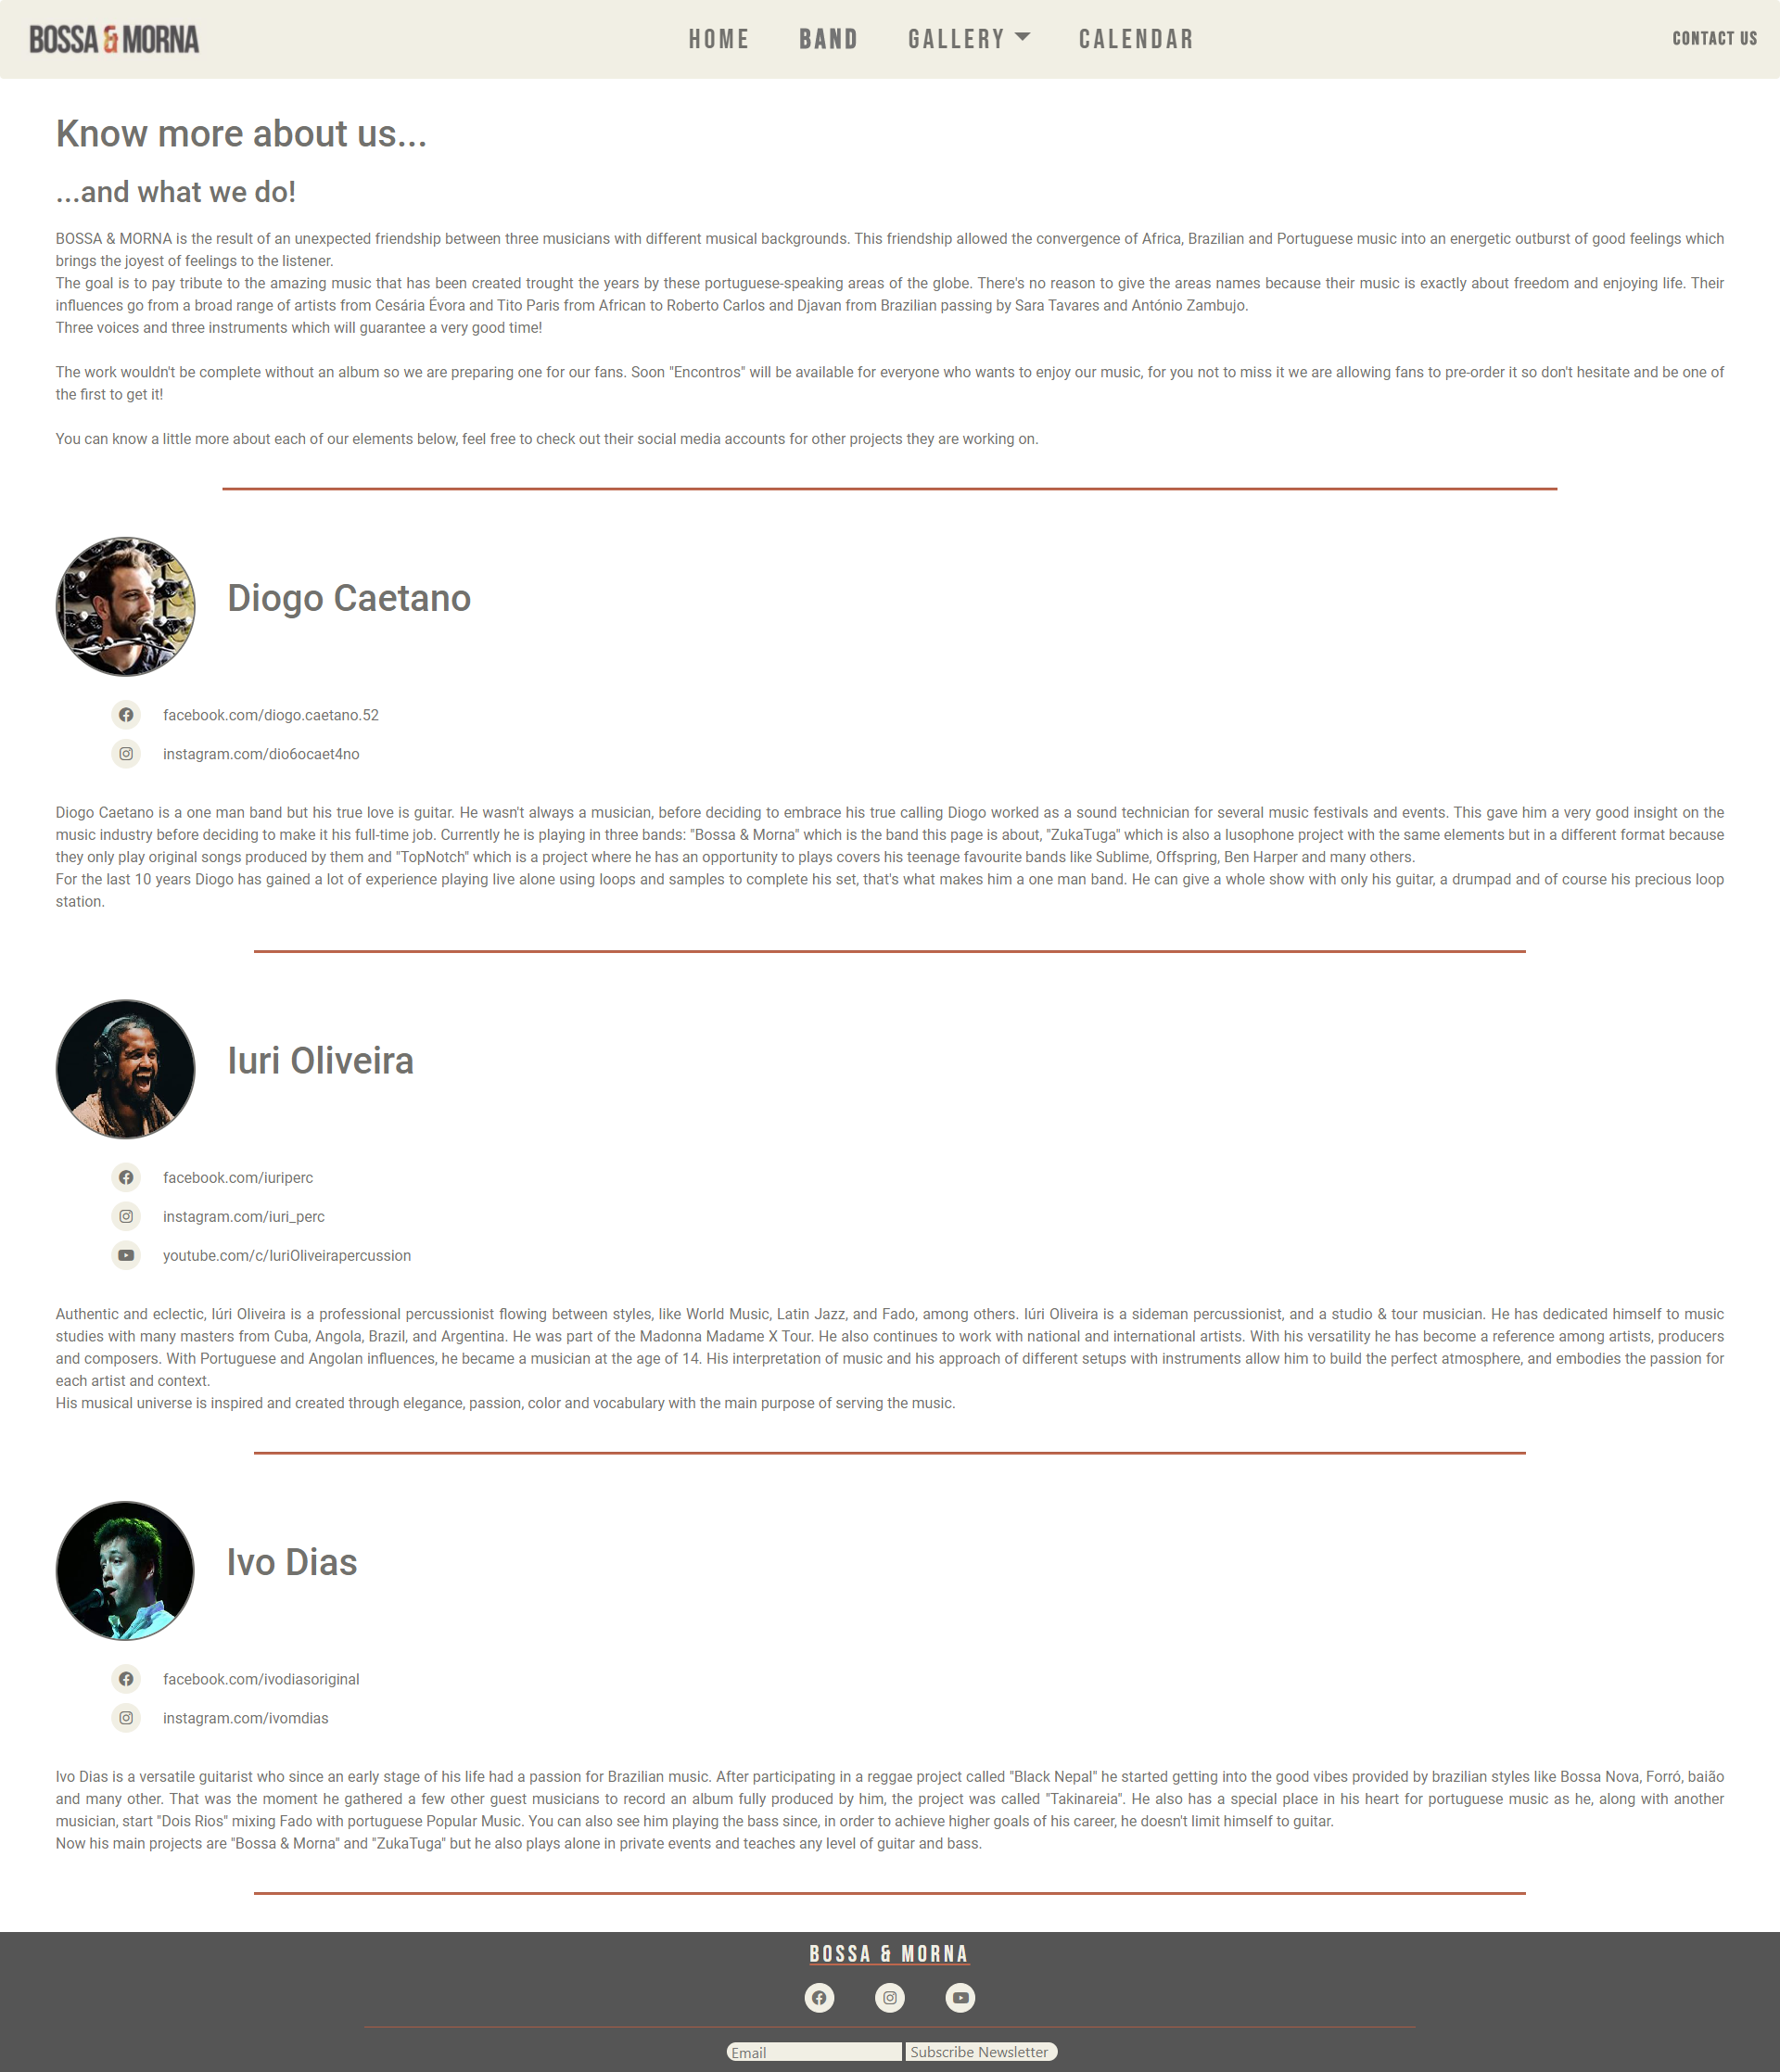 BOSSA & MORNA
HOME
BAND
GALLERY
CALENDAR
CONTACT US
Know more about us...
...and what we do!
BOSSA & MORNA is the result of an unexpected friendship between three musicians with different musical backgrounds. This friendship allowed the convergence of Africa, Brazilian and Portuguese music into an energetic outburst of good feelings which
brings the joyest of feelings to the listener.
The goal is to pay tribute to the amazing music that has been created trought the years by these portuguese-speaking areas of the globe. There's no reason to give the areas names because their music is exactly about freedom and enjoying life. Their
influences go from a broad range of artists from Cesária Évora and Tito Paris from African to Roberto Carlos and Djavan from Brazilian passing by Sara Tavares and António Zambujo.
Three voices and three instruments which will guarantee a very good time!
The work wouldn't be complete without an album so we are preparing one for our fans. Soon "Encontros" will be available for everyone who wants to enjoy our music, for you not to miss it we are allowing fans to pre-order it so don't hesitate and be one of
the first to get it!
You can know a little more about each of our elements below, feel free to check out their social media accounts for other projects they are working on.
Diogo Caetano
facebook.com/diogo.caetano.52
instagram.com/dio6ocaet4no
Diogo Caetano is a one man band but his true love is guitar. He wasn't always a musician, before deciding to embrace his true calling Diogo worked as a sound technician for several music festivals and events. This gave him a very good insight on the
music industry before deciding to make it his full-time job. Currently he is playing in three bands: "Bossa & Morna" which is the band this page is about, "ZukaTuga" which is also a lusophone project with the same elements but in a different format because
they only play original songs produced by them and "TopNotch" which is a project where he has an opportunity to plays covers his teenage favourite bands like Sublime, Offspring, Ben Harper and many others.
For the last 10 years Diogo has gained a lot of experience playing live alone using loops and samples to complete his set, that's what makes him a one man band. He can give a whole show with only his guitar, a drumpad and of course his precious loop
station.
Iuri Oliveira
facebook.com/iuriperc
instagram.com/iuri_perc
youtube.com/c/IuriOliveirapercussion
Authentic and eclectic, Iúri Oliveira is a professional percussionist flowing between styles, like World Music, Latin Jazz, and Fado, among others. Iúri Oliveira is a sideman percussionist, and a studio & tour musician. He has dedicated himself to music
studies with many masters from Cuba, Angola, Brazil, and Argentina. He was part of the Madonna Madame X Tour. He also continues to work with national and international artists. With his versatility he has become a reference among artists, producers
and composers. With Portuguese and Angolan influences, he became a musician at the age of 14. His interpretation of music and his approach of different setups with instruments allow him to build the perfect atmosphere, and embodies the passion for
each artist and context.
His musical universe is inspired and created through elegance, passion, color and vocabulary with the main purpose of serving the music.
Ivo Dias
facebook.com/ivodiasoriginal
instagram.com/ivomdias
Ivo Dias is a versatile guitarist who since an early stage of his life had a passion for Brazilian music. After participating in a reggae project called "Black Nepal" he started getting into the good vibes provided by brazilian styles like Bossa Nova, Forró, baião
and many other. That was the moment he gathered a few other guest musicians to record an album fully produced by him, the project was called "Takinareia". He also has a special place in his heart for portuguese music as he, along with another
musician, start "Dois Rios" mixing Fado with portuguese Popular Music. You can also see him playing the bass since, in order to achieve higher goals of his career, he doesn't limit himself to guitar.
Now his main projects are "Bossa & Morna" and "ZukaTuga" but he also plays alone in private events and teaches any level of guitar and bass.
BOSSA & MORNA
Email
Subscribe Newsletter